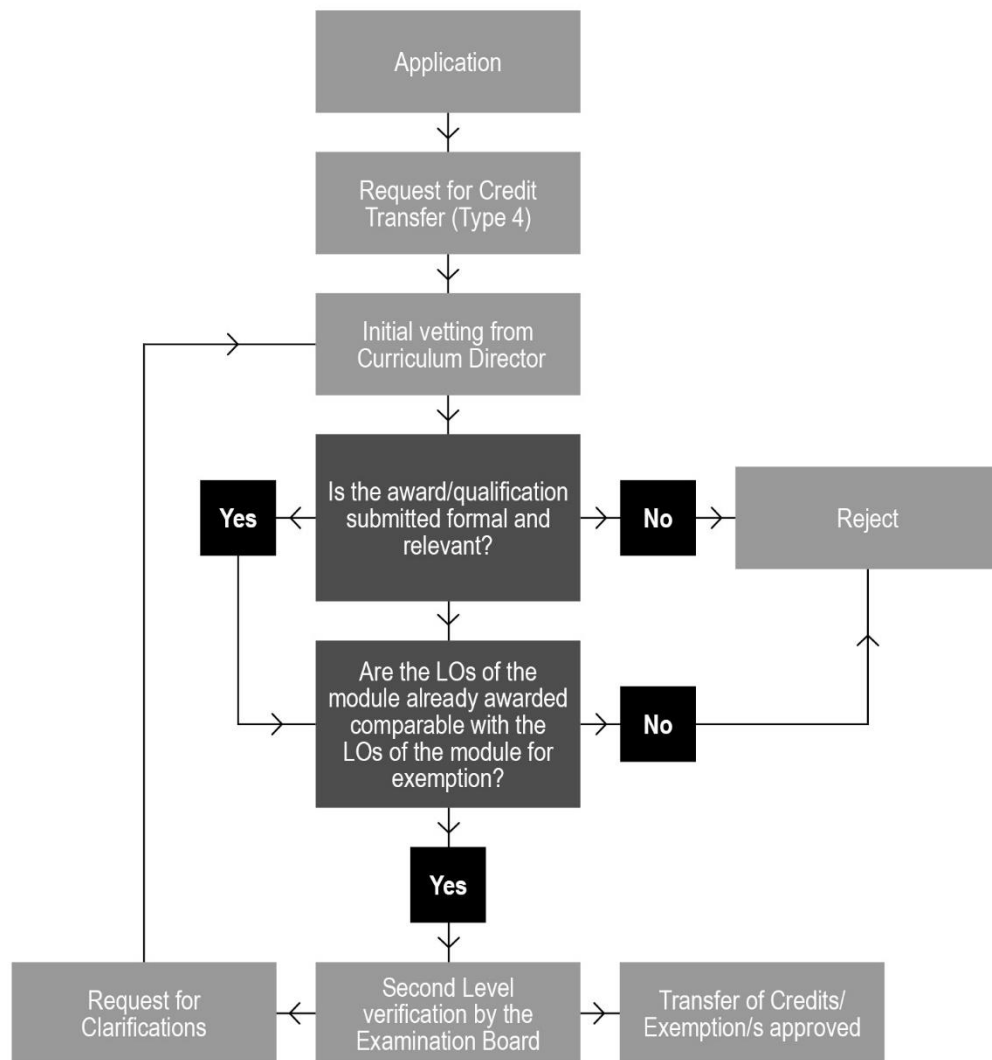 Application
Request for Credit
Transfer (Type 4)
Initial vetting from
Curriculum Director
Is the award/qualification
submitted formal and
relevant?
Yes
No
Reject
Are the LOs of the
module already awarded
comparable with the
LOs of the module for
exemption?
No
Yes
Request for
Clarifications
Second Level
verification by the
Examination Board
Transfer of Credits/
Exemption/s approved